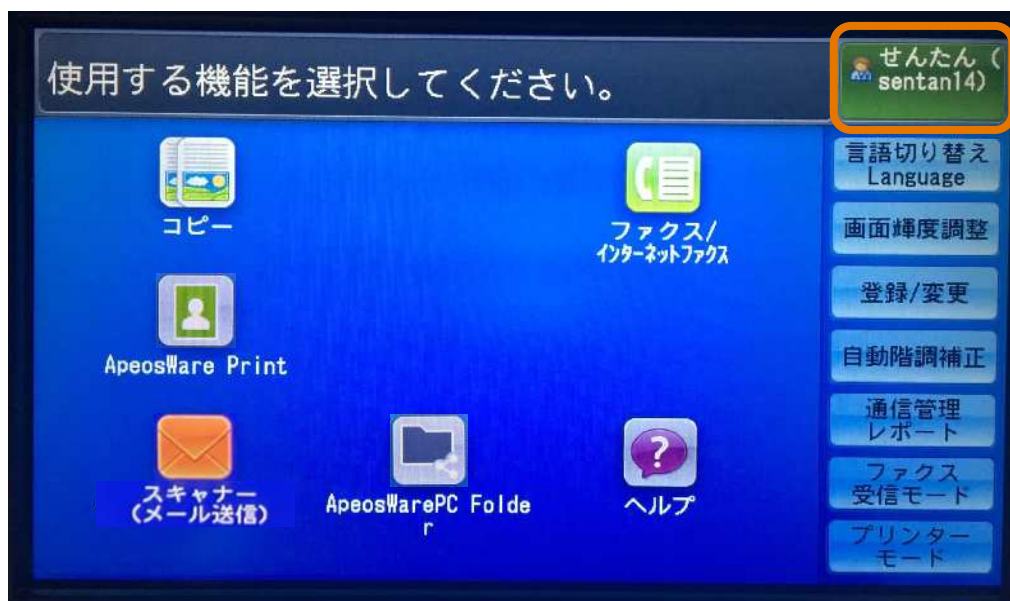 使用する機能を選択してください。
せんたん (
sentan14)
言語切り替え
Language
コピー
ファクス/
インターネットファクス
画面輝度調整
登録/変更
ApeosWare Print
自動階調補正
通信管理
レポート
スキャナー
(メール送信)
ApeosWarePC Folde
r
?
ヘルプ
ファクス
受信モード
プリンター
モード